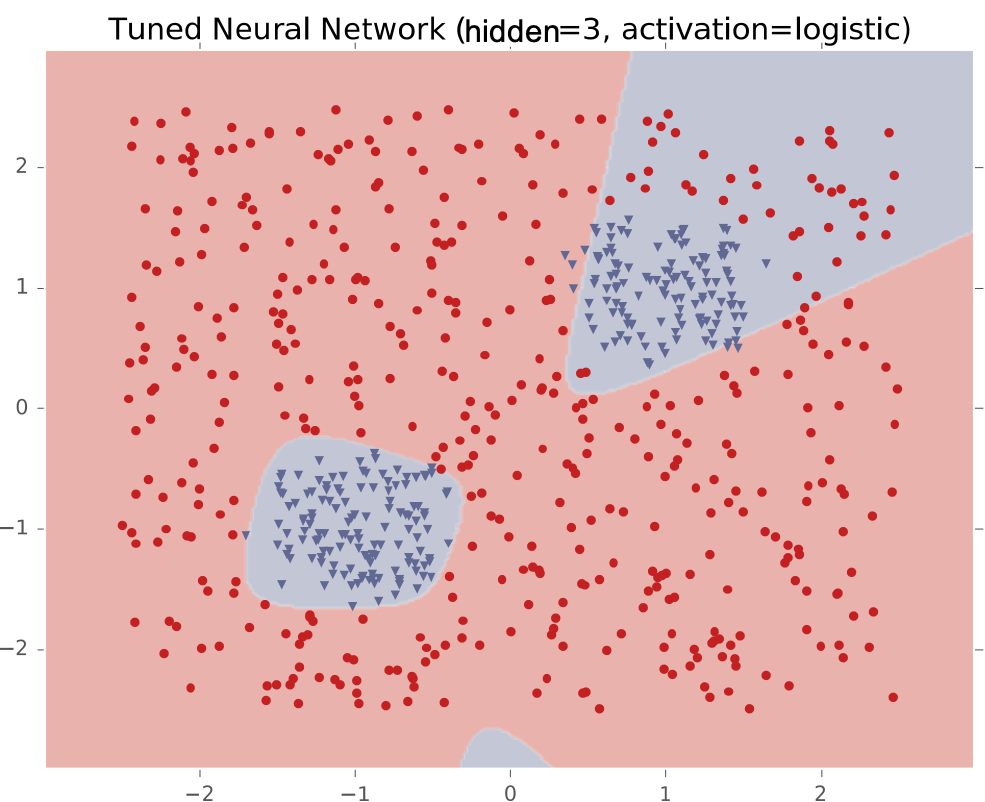 Tuned Neural Network (hidden=3, activation=logistic)
2
1
0
−1
−2
−2 −1 0 1 2